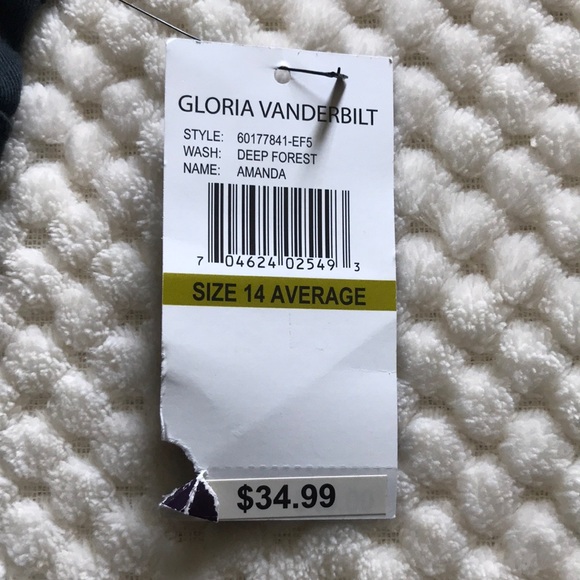 GLORIA VANDERBILT
STYLE: 60177841-EF5
WASH: DEEP FOREST
NAME: AMANDA
7 04624 02549 3
SIZE 14 AVERAGE
$34.99